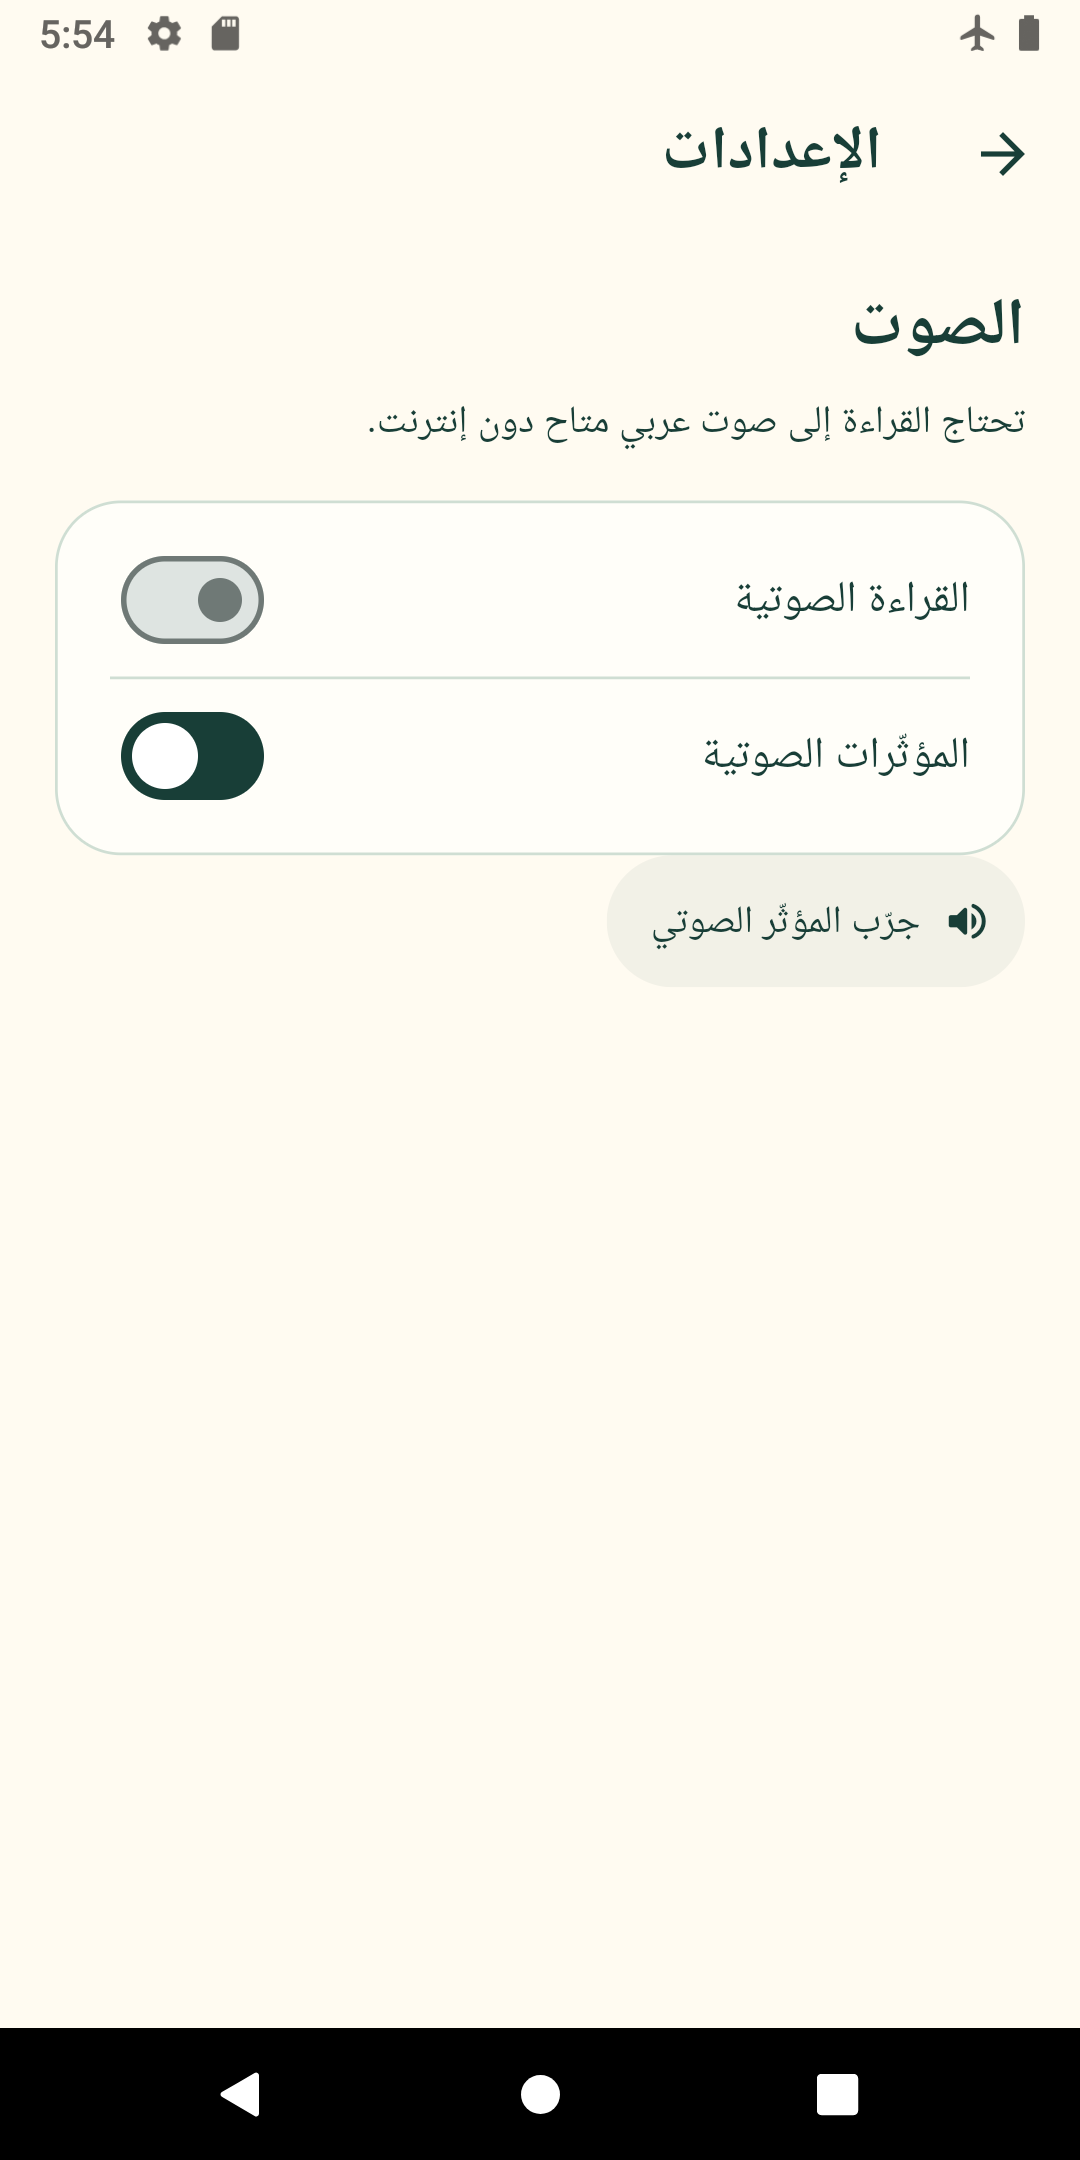 5:54
الإعدادات
الصوت
تحتاج القراءة إلى صوت عربي متاح دون إنترنت.
القراءة الصوتية
المؤثّرات الصوتية
جرّب المؤثّر الصوتي